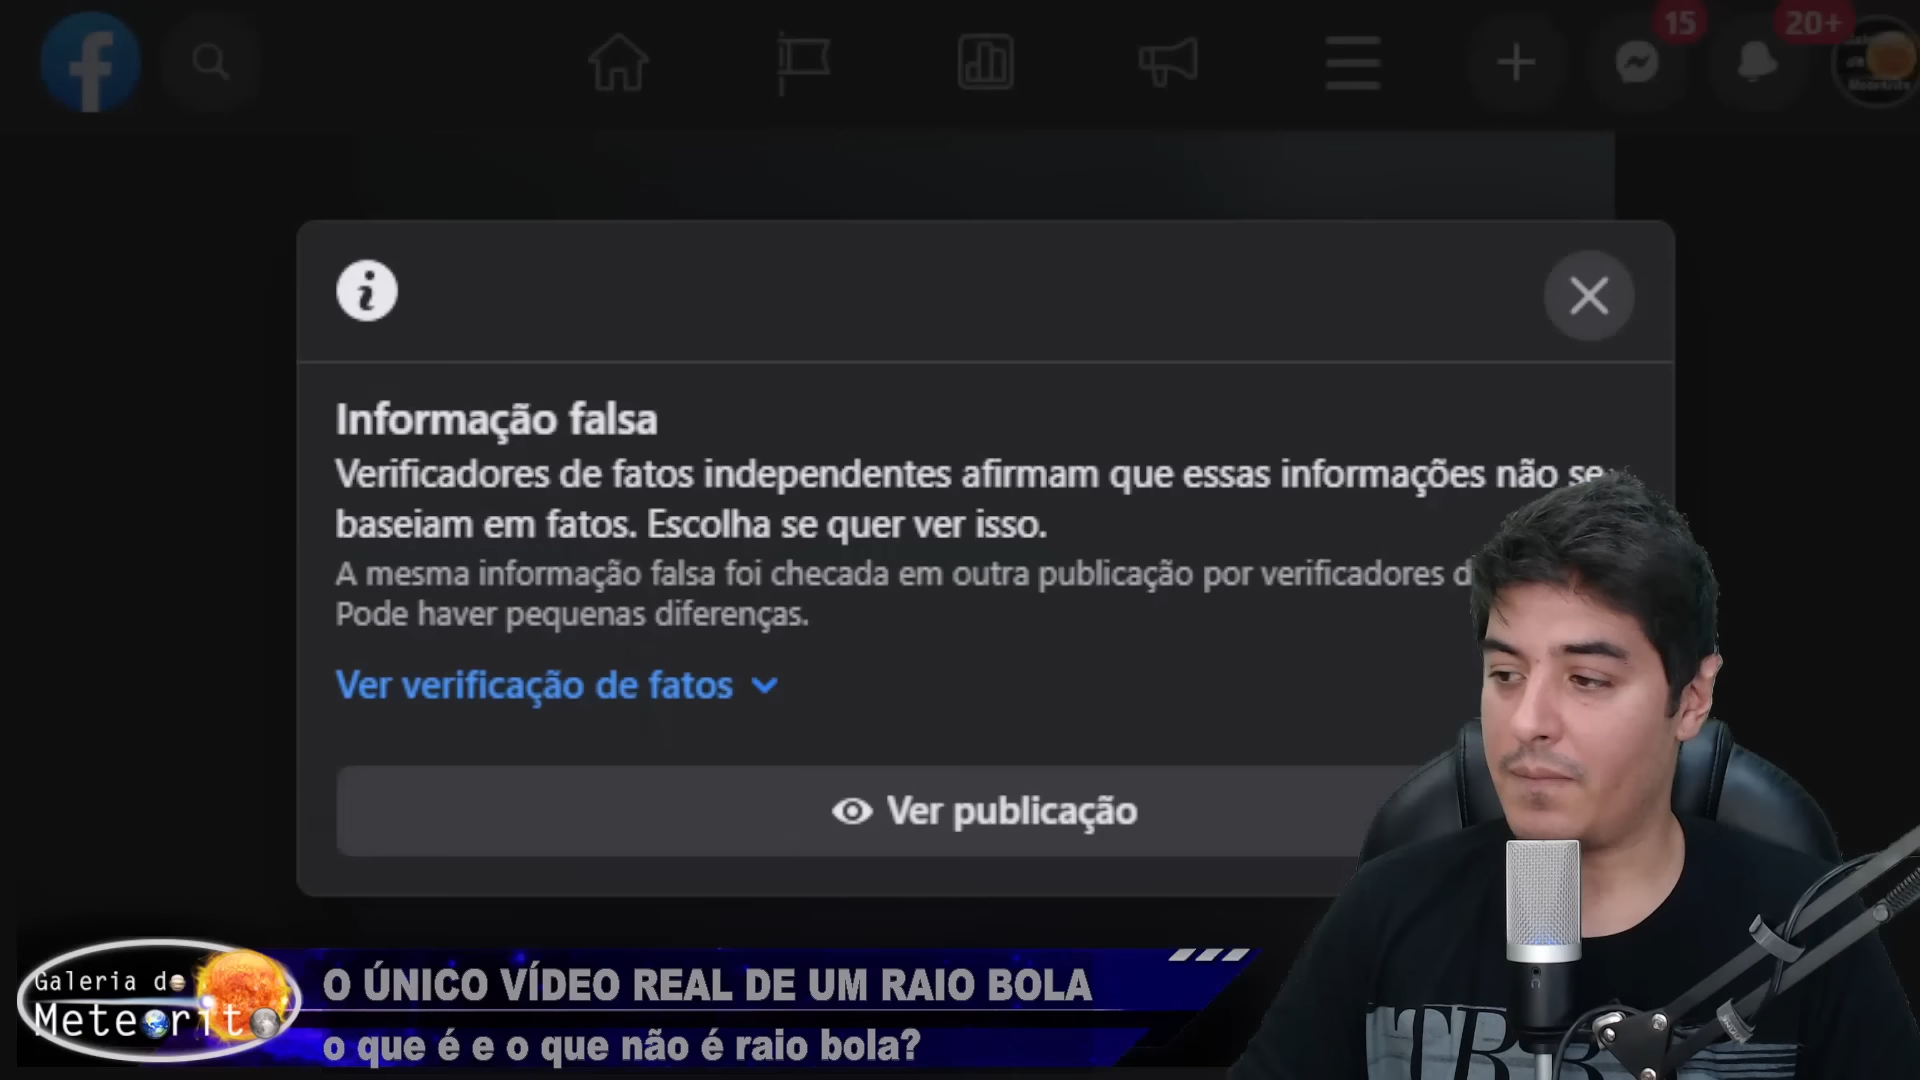 15
20+
Informação falsa
Verificadores de fatos independentes afirmam que essas informações não se
baseiam em fatos. Escolha se quer ver isso.
A mesma informação falsa foi checada em outra publicação por verificadores
Pode haver pequenas diferenças.
Ver verificação de fatos
Ver publicação
Galeria do
Meteorito
O ÚNICO VÍDEO REAL DE UM RAIO BOLA
o que é e o que não é raio bola?